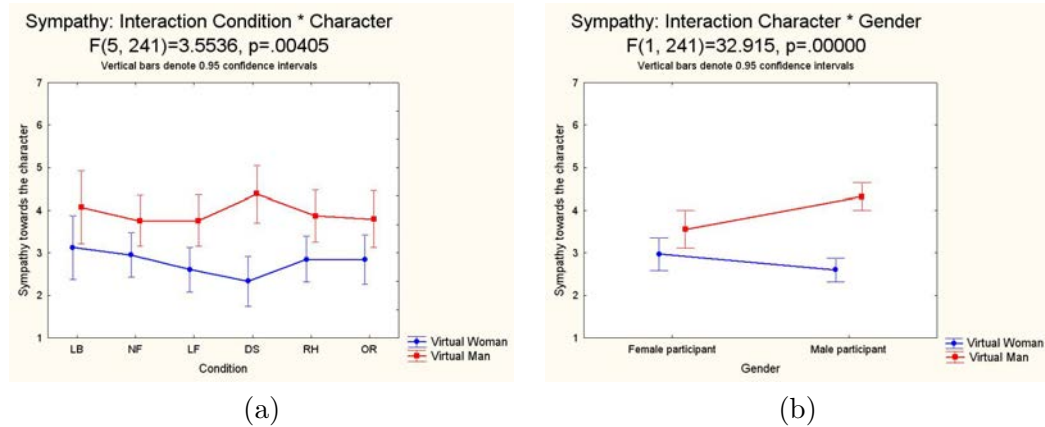 Sympathy: Interaction Condition * Character
F(5, 241)=3.5536, p=.00405
Vertical bars denote 0.95 confidence intervals
7
6
5
4
3
2
1
Sympathy towards the character
LB NF LF DS RH OR
Condition
Virtual Woman
Virtual Man
(a)
Sympathy: Interaction Character * Gender
F(1, 241)=32.915, p=.00000
Vertical bars denote 0.95 confidence intervals
7
6
5
4
3
2
1
Sympathy towards the character
Female participant Male participant
Gender
Virtual Woman
Virtual Man
(b)